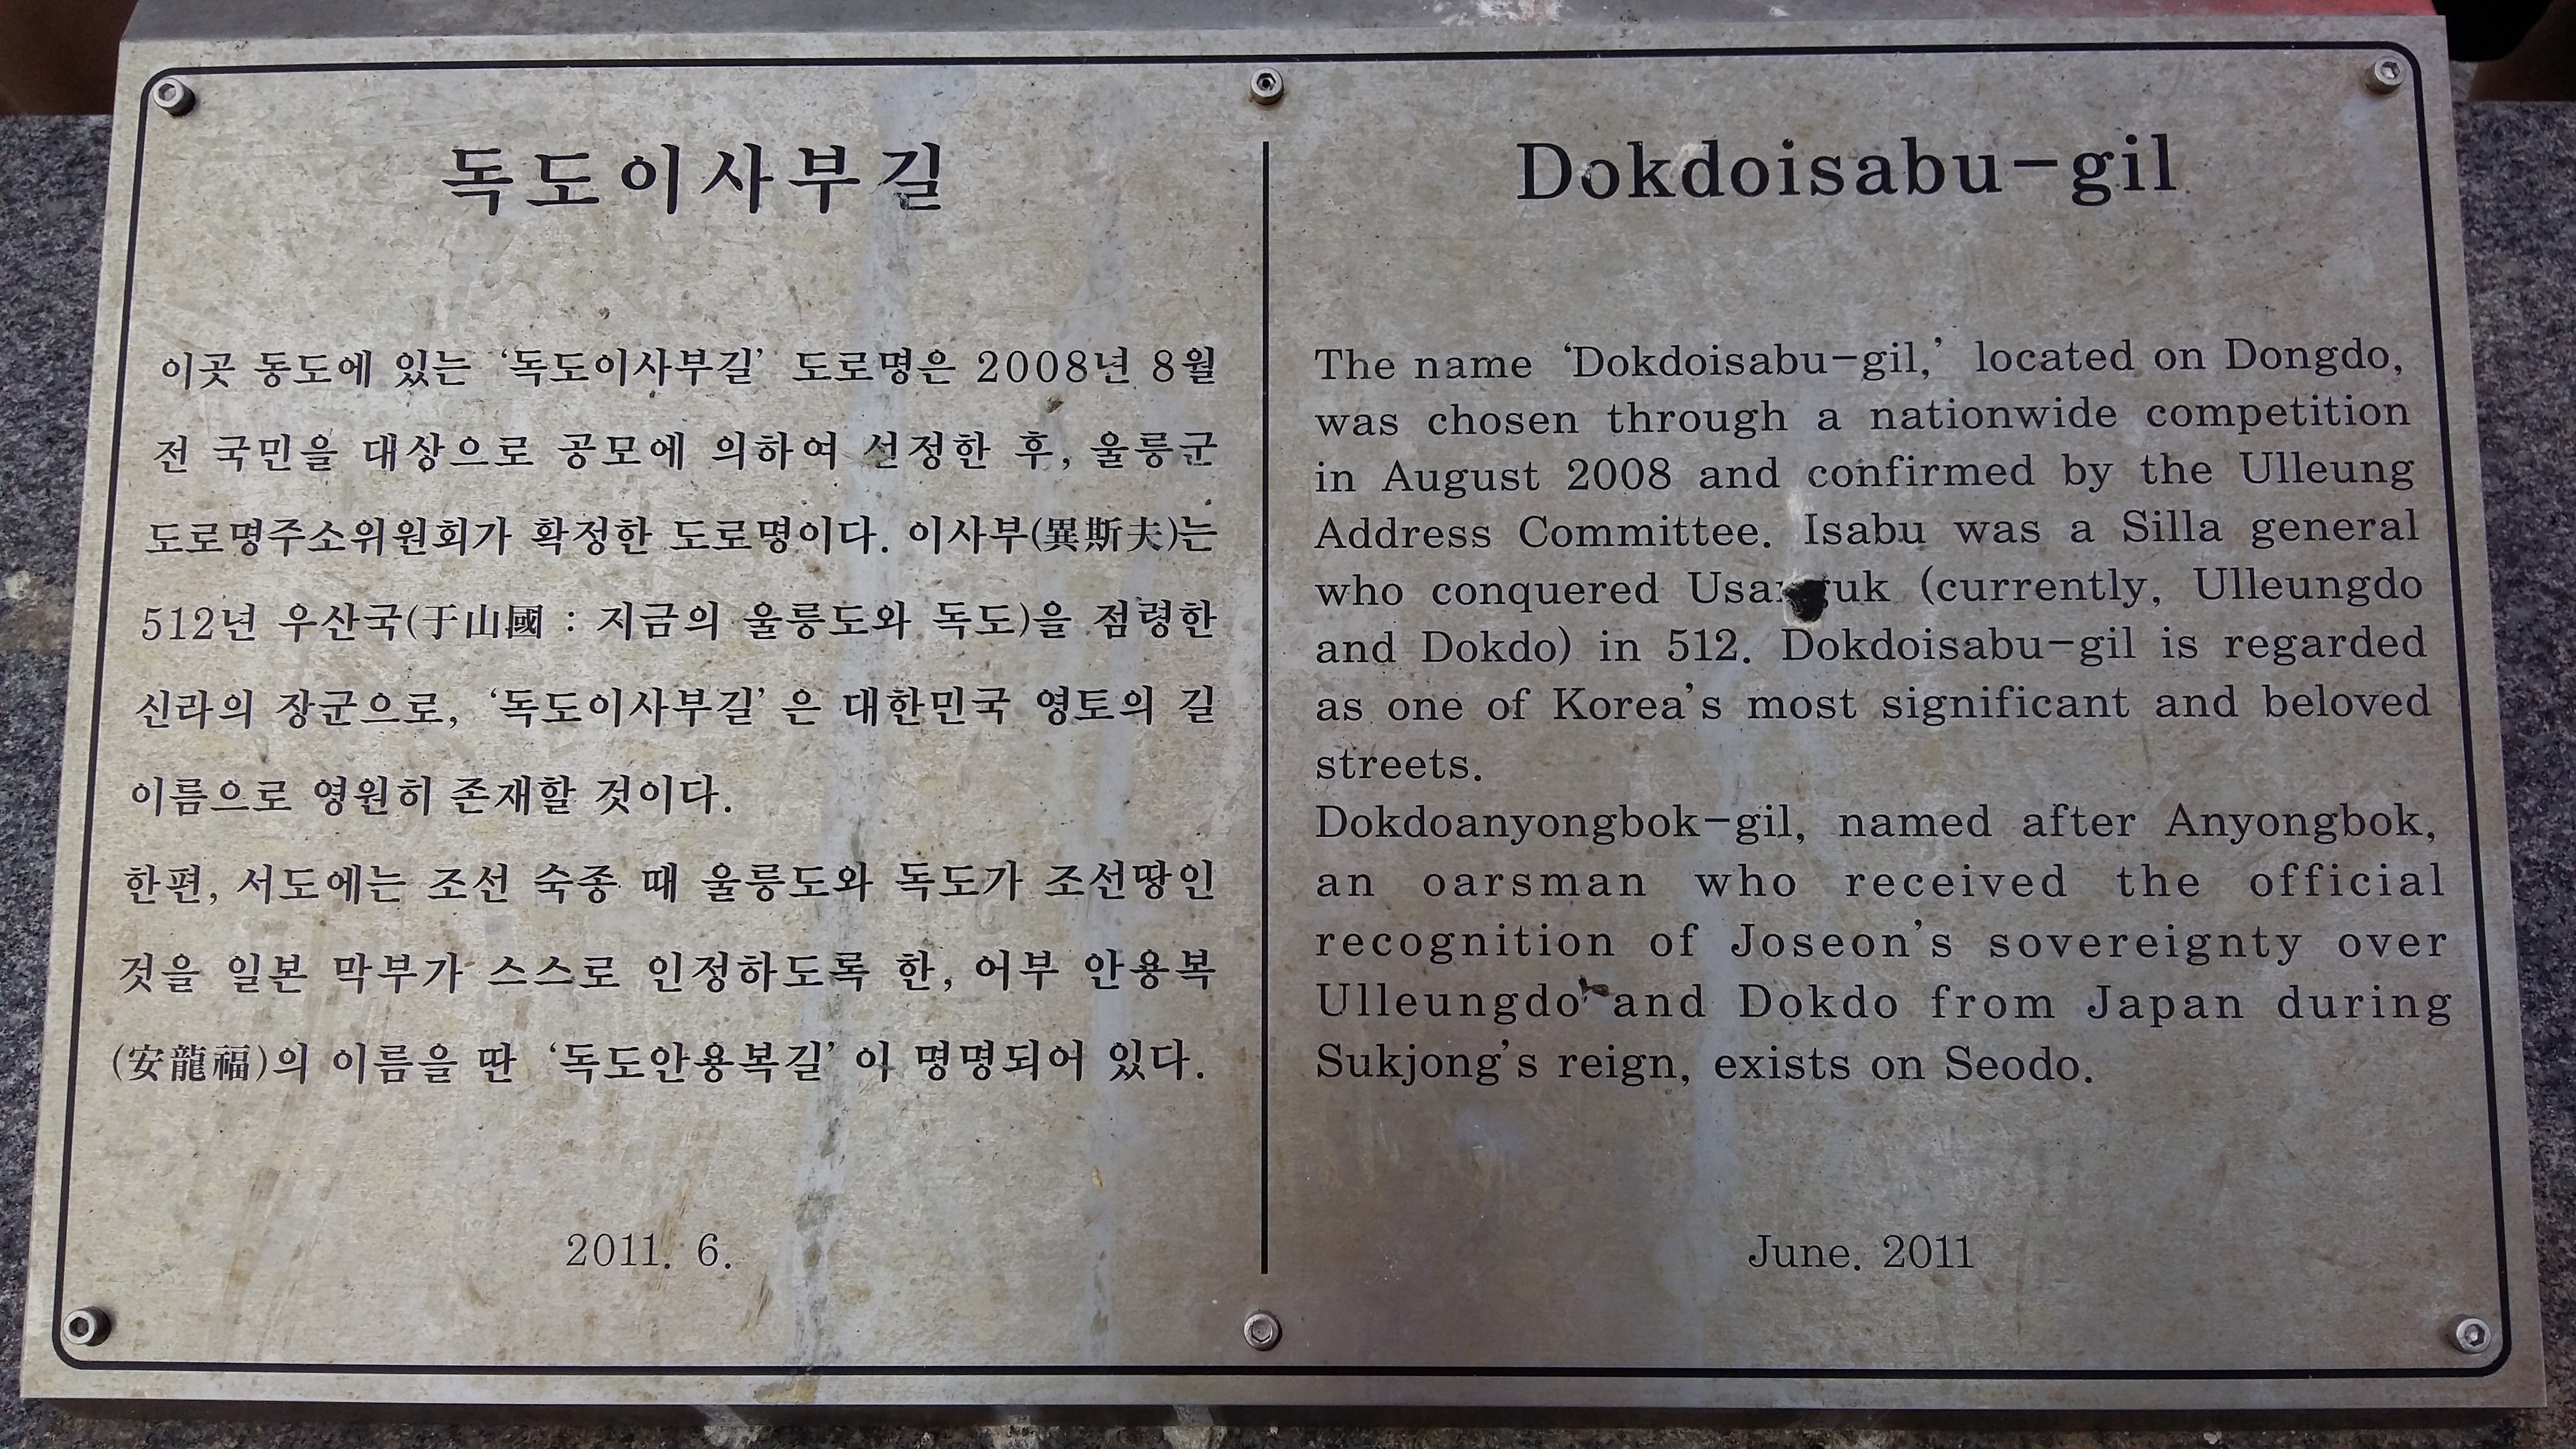 독도이사부길
이곳 동도에 있는 ‘독도이사부길’ 도로명은 2008년 8월
전 국민을 대상으로 공모에 의하여 선정한 후, 울릉군
도로명주소위원회가 확정한 도로명이다. 이사부(異斯夫)는
512년 우산국(于山國 : 지금의 울릉도와 독도)을 점령한
신라의 장군으로, ‘독도이사부길’은 대한민국 영토의 길
이름으로 영원히 존재할 것이다.
한편, 서도에는 조선 숙종 때 울릉도와 독도가 조선땅인
것을 일본 막부가 스스로 인정하도록 한, 어부 안용복
(安龍福)의 이름을 딴 ‘독도안용복길’이 명명되어 있다.
2011. 6.
Dokdoisabu-gil
The name ‘Dokdoisabu-gil,’ located on Dongdo,
was chosen through a nationwide competition
in August 2008 and confirmed by the Ulleung
Address Committee. Isabu was a Silla general
who conquered (currently, Ulleungdo
and Dokdo) in 512. Dokdoisabu-gil is regarded
as one of Korea’s most significant and beloved
streets.
Dokdoanyongbok-gil, named after Anyongbok,
an oarsman who received the official
recognition of Joseon’s sovereignty over
Ulleungdo and Dokdo from Japan during
Sukjong’s reign, exists on Seodo.
June. 2011